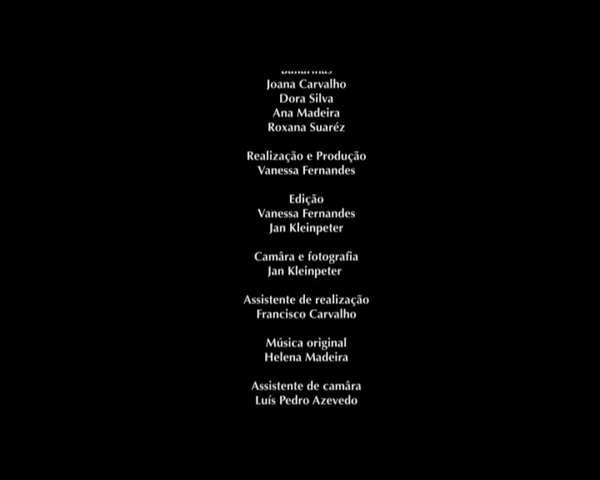 Joana Carvalho
Dora Silva
Ana Madeira
Roxana Suaréz
Realização e Produção
Vanessa Fernandes
Edição
Vanessa Fernandes
Jan Kleinpeter
Camâra e fotografia
Jan Kleinpeter
Assistente de realização
Francisco Carvalho
Música original
Helena Madeira
Assistente de camâra
Luís Pedro Azevedo